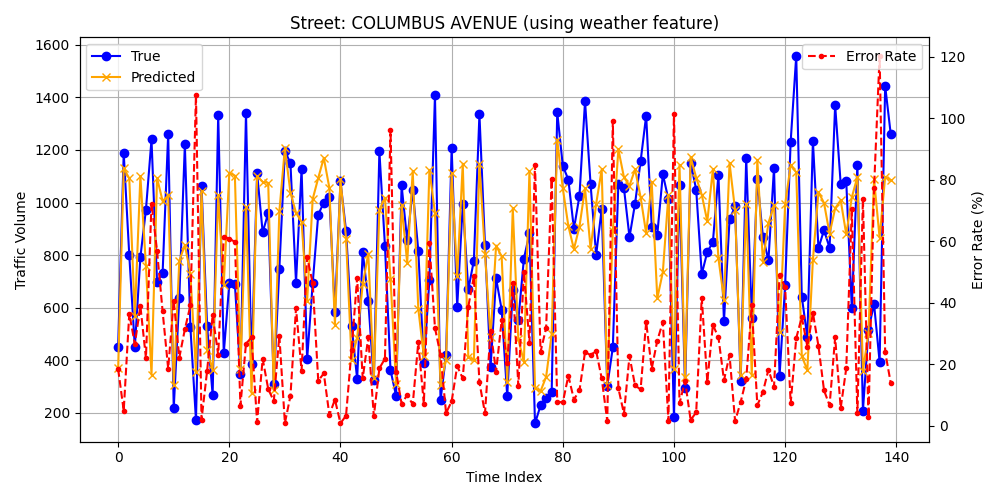 Street: COLUMBUS AVENUE (using weather feature)
True
Predicted
Error Rate
1600
1400
1200
1000
800
600
400
200
Traffic Volume
120
100
80
60
40
20
0
Error Rate (%)
0 20 40 60 80 100 120 140
Time Index